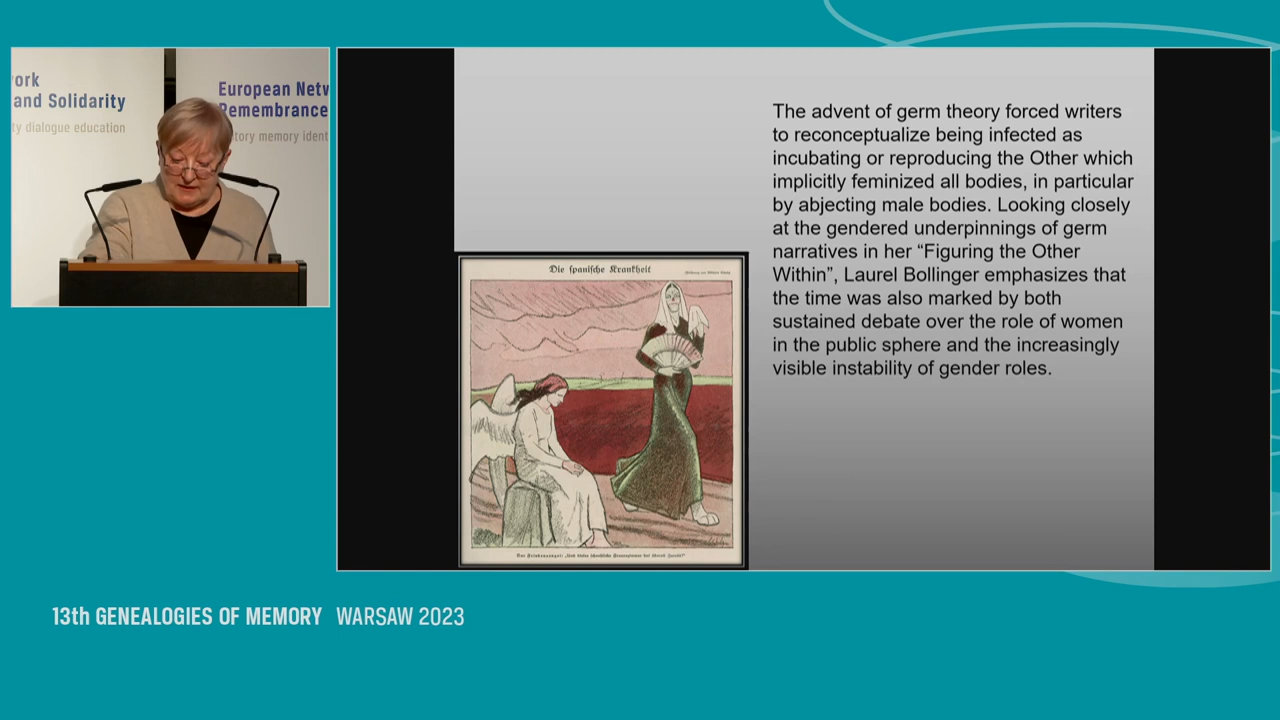 ork
and Solidarity
ty dialogue education
European Netw
Remembrance
tory memory ident
The advent of germ theory forced writers
to reconceptualize being infected as
incubating or reproducing the Other which
implicitly feminized all bodies, in particular
by abjecting male bodies. Looking closely
at the gendered underpinnings of germ
narratives in her “Figuring the Other
Within”, Laurel Bollinger emphasizes that
the time was also marked by both
sustained debate over the role of women
in the public sphere and the increasingly
visible instability of gender roles.
Die spanische Krankheit
13th GENEALOGIES OF MEMORY WARSAW 2023